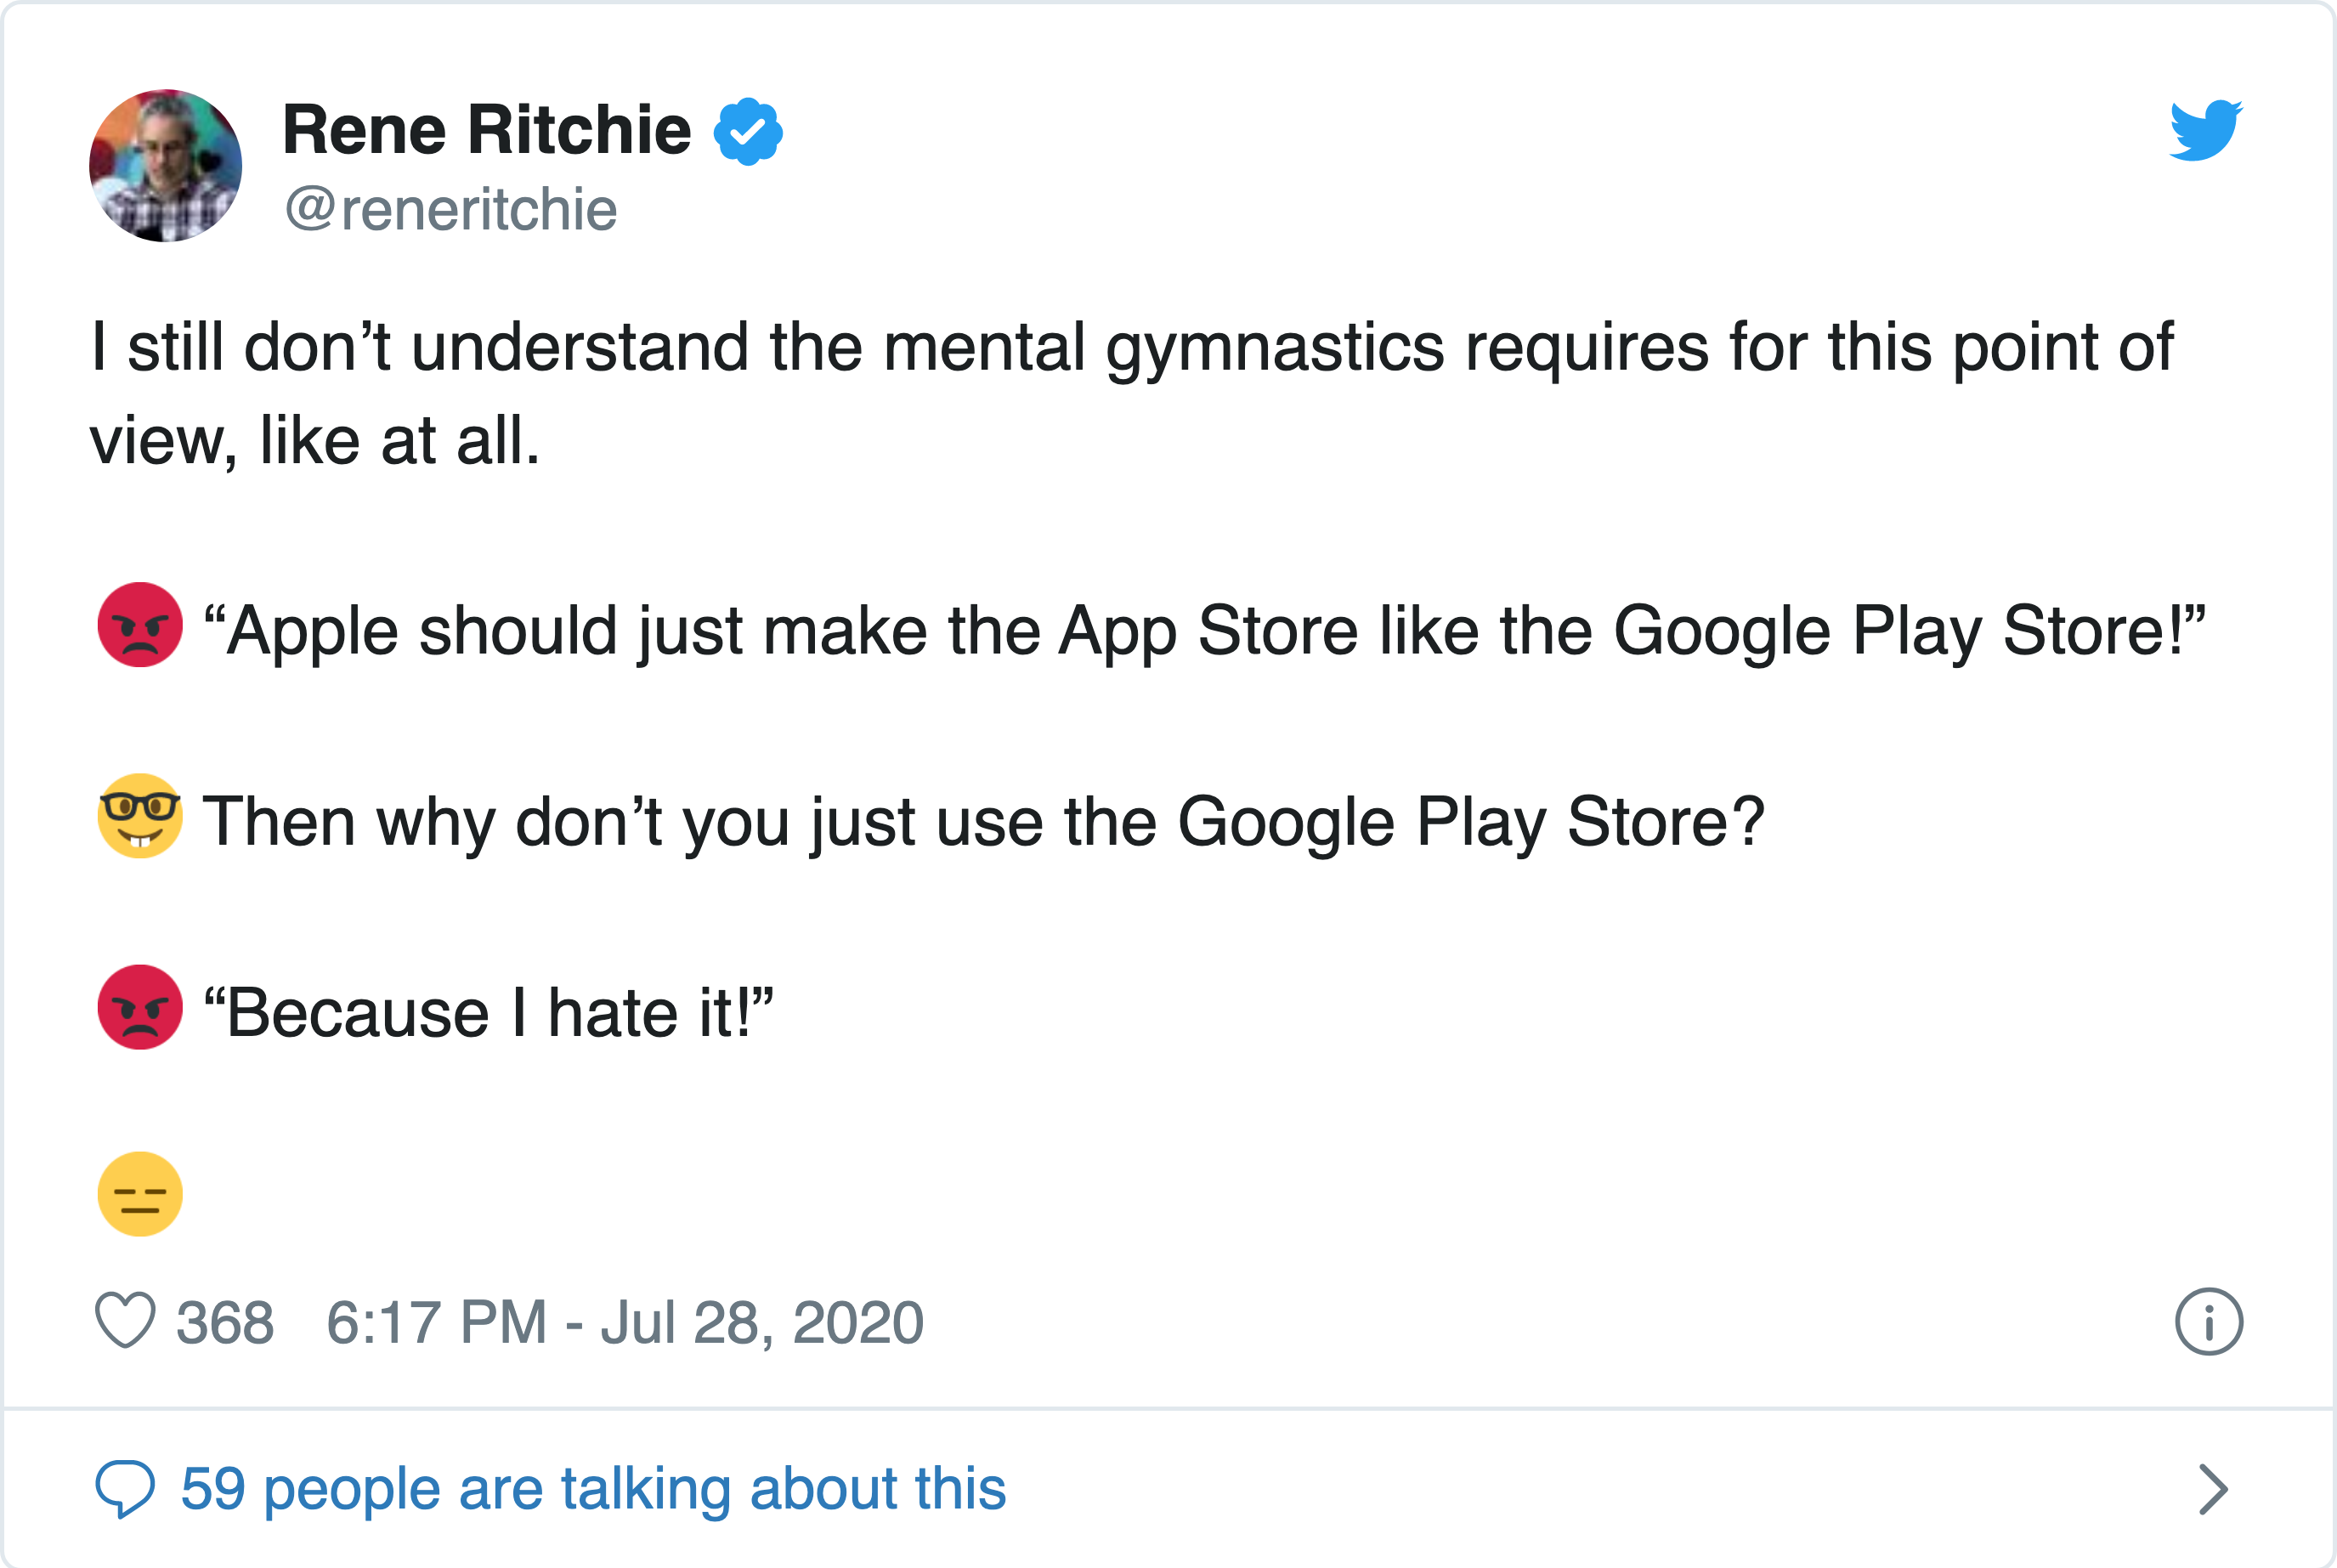 Rene Ritchie
@reneritchie
I still don’t understand the mental gymnastics requires for this point of
view, like at all.
😡 “Apple should just make the App Store like the Google Play Store!”
🤓 Then why don’t you just use the Google Play Store?
😡 “Because I hate it!”
😑
368 6:17 PM - Jul 28, 2020
59 people are talking about this